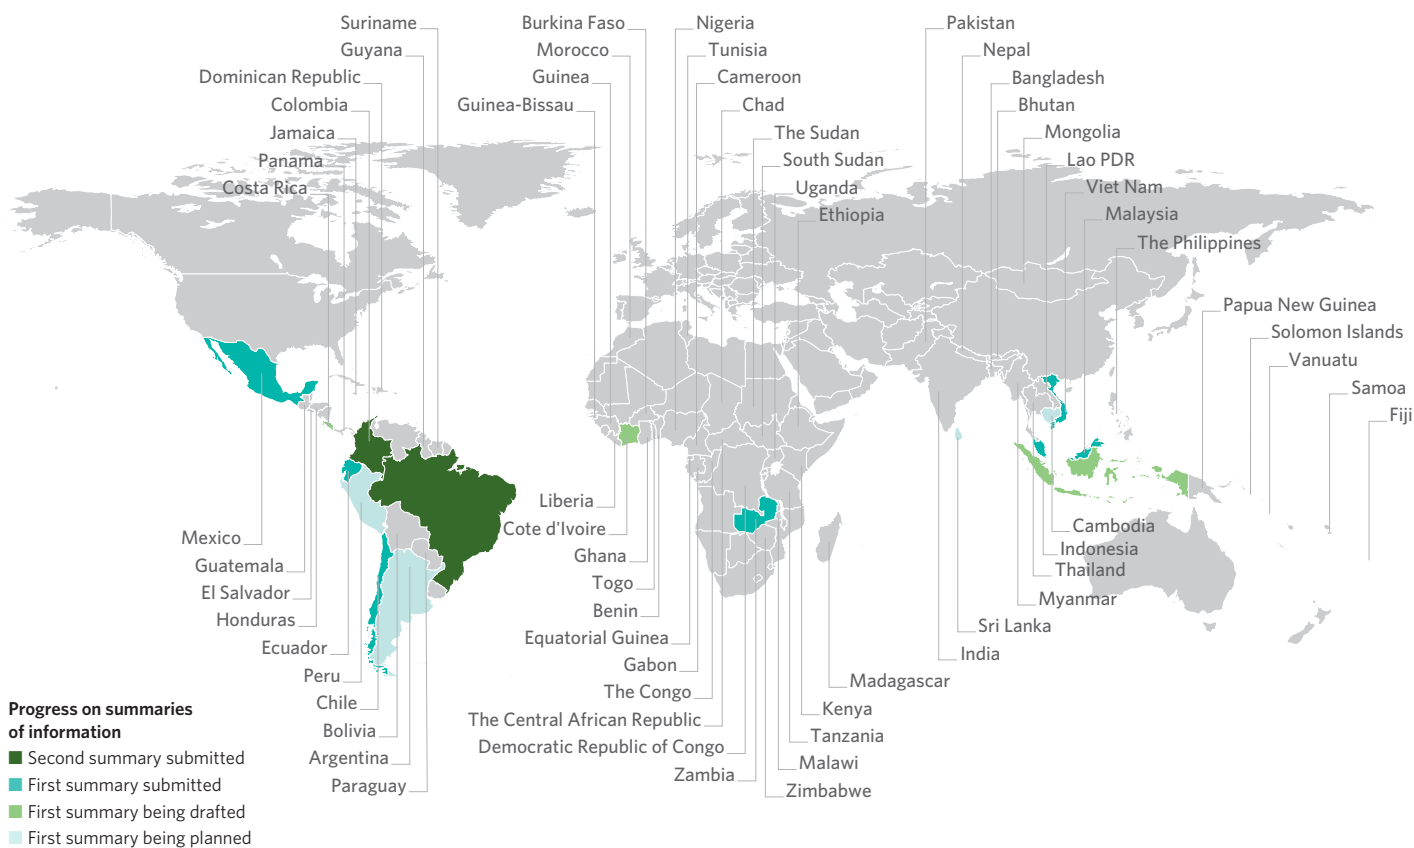 Suriname
Burkina Faso
Nigeria
Pakistan
Guyana
Morocco
Tunisia
Nepal
Dominican Republic
Guinea
Cameroon
Bangladesh
Colombia
Guinea-Bissau
Chad
Bhutan
Jamaica
The Sudan
Mongolia
Panama
South Sudan
Lao PDR
Costa Rica
Uganda
Viet Nam
Ethiopia
Malaysia
The Philippines
Papua New Guinea
Solomon Islands
Vanuatu
Samoa
Fiji
Liberia
Cote d'Ivoire
Cambodia
Mexico
Ghana
Indonesia
Guatemala
Togo
Thailand
El Salvador
Benin
Myanmar
Honduras
Equatorial Guinea
Sri Lanka
Ecuador
Gabon
India
Peru
The Congo
Madagascar
Chile
The Central African Republic
Kenya
Bolivia
Democratic Republic of Congo
Tanzania
Argentina
Zambia
Malawi
Paraguay
Zimbabwe
Progress on summaries
of information
Second summary submitted
First summary submitted
First summary being drafted
First summary being planned